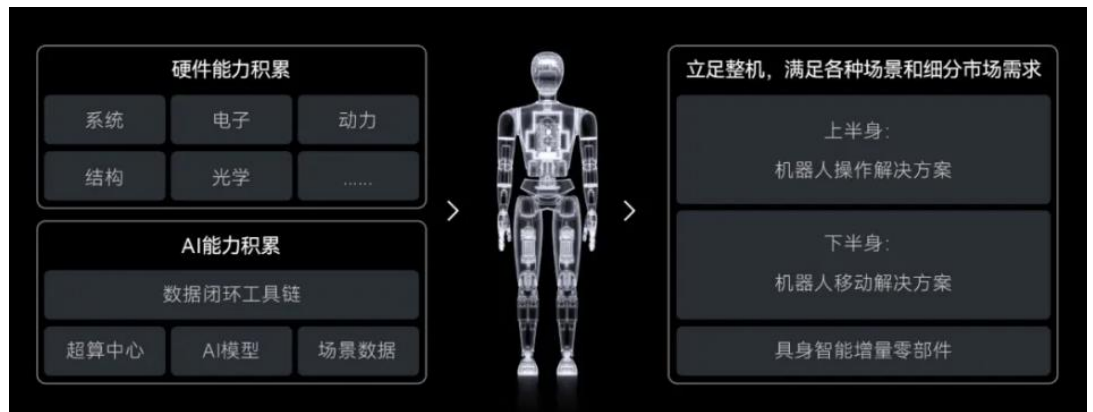 硬件能力积累
系统 电子 动力
结构 光学 ......
AI能力积累
数据闭环工具链
超算中心 AI模型 场景数据
立足整机，满足各种场景和细分市场需求
上半身：
机器人操作解决方案
下半身：
机器人移动解决方案
具身智能增量零部件